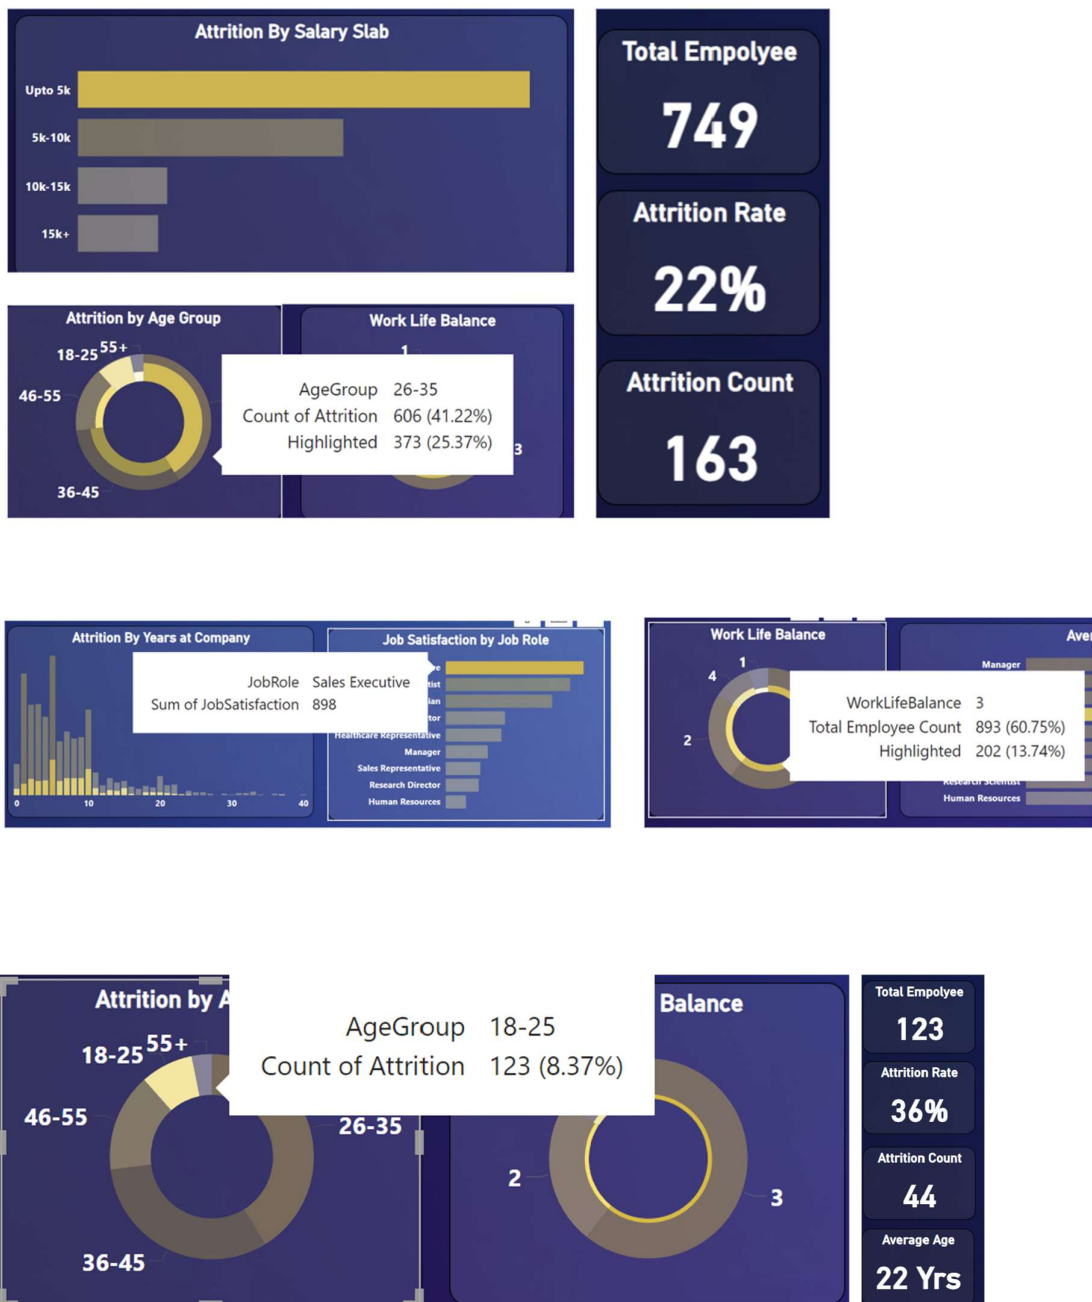 Attrition By Salary Slab
Upto 5k
5k-10k
10k-15k
15k+
Total Empolyee
749
Attrition Rate
22%
Attrition Count
163
Attrition by Age Group
55+
18-25
46-55
36-45
Work Life Balance
1
3
AgeGroup 26-35
Count of Attrition 606 (41.22%)
Highlighted 373 (25.37%)
Attrition By Years at Company
0 10 20 30 40
Job Satisfaction by Job Role
JobRole Sales Executive
Sum of JobSatisfaction 898
Healthcare Representative
Manager
Sales Representative
Research Director
Human Resources
Work Life Balance
1
4
2
WorkLifeBalance 3
Total Employee Count 893 (60.75%)
Highlighted 202 (13.74%)
Manager
Research Scientist
Human Resources
Attrition by
55+
18-25
46-55
26-35
36-45
AgeGroup 18-25
Count of Attrition 123 (8.37%)
Balance
2
3
Total Empolyee
123
Attrition Rate
36%
Attrition Count
44
Average Age
22 Yrs